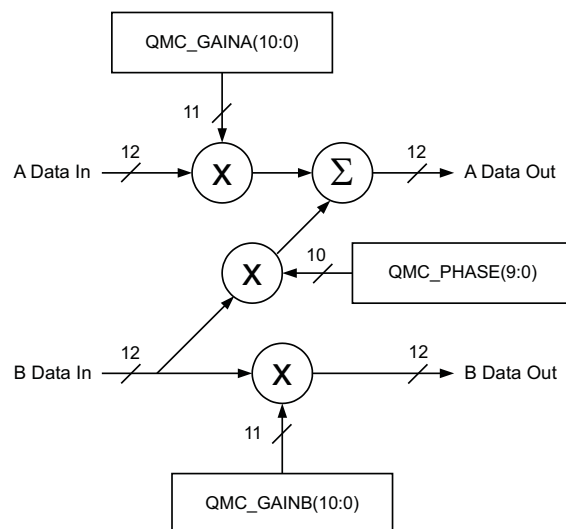 QMC_GAINA(10:0)
11
A Data In
12
X
Σ
12
A Data Out
X
10
QMC_PHASE(9:0)
B Data In
12
X
12
B Data Out
11
QMC_GAINB(10:0)